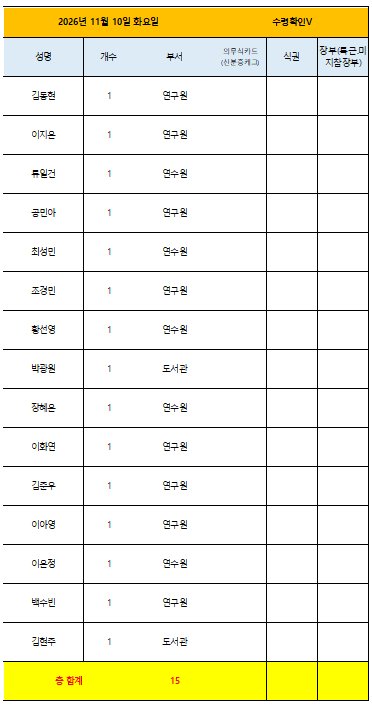 2026년 11월 10일 화요일 수령확인V
성명 개수 부서 의무식카드 (신분증케그) 식권 장부(특근,미지참장부)
김동현 1 연구원
이지은 1 연구원
류일건 1 연수원
공민아 1 연구원
최성민 1 연수원
조경민 1 연구원
황선영 1 연수원
박광원 1 도서관
장혜은 1 연수원
이화연 1 연구원
김준우 1 연구원
이아영 1 연구원
이은정 1 연수원
백수빈 1 연구원
김현주 1 도서관
총 합계 15